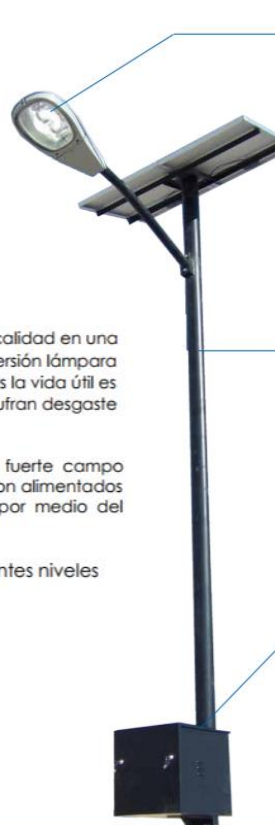 calidad en una
ersión lámpara
s la vida útil es
ufran desgaste
fuerte campo
on alimentados
por medio del
ntes niveles